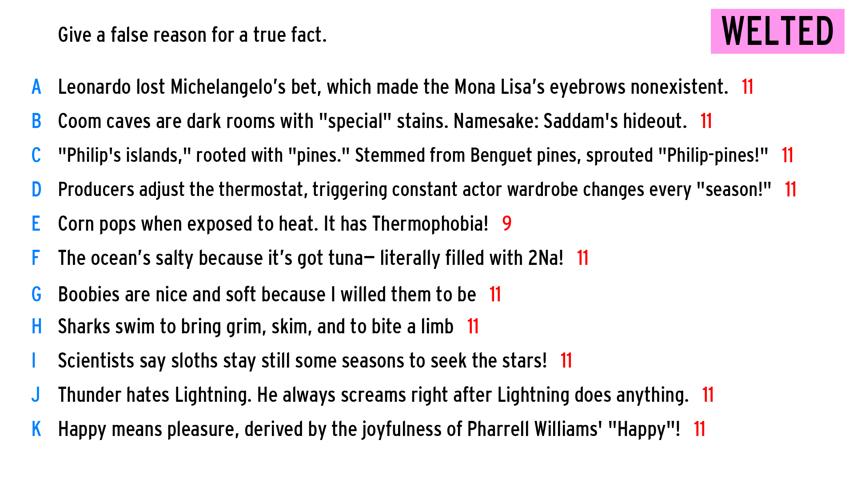 Give a false reason for a true fact.
WELTED
A Leonardo lost Michelangelo's bet, which made the Mona Lisa's eyebrows nonexistent. 11
B Coom caves are dark rooms with "special" stains. Namesake: Saddam's hideout. 11
C "Philip's islands," rooted with "pines." Stemmed from Benguet pines, sprouted "Philip-pines!" 11
D Producers adjust the thermostat, triggering constant actor wardrobe changes every "season!" 11
E Corn pops when exposed to heat. It has Thermophobia! 9
F The ocean's salty because it's got tuna— literally filled with 2Na! 11
G Boobies are nice and soft because I willed them to be 11
H Sharks swim to bring grim, skim, and to bite a limb 11
I Scientists say sloths stay still some seasons to seek the stars! 11
J Thunder hates Lightning. He always screams right after Lightning does anything. 11
K Happy means pleasure, derived by the joyfulness of Pharrell Williams' "Happy"! 11